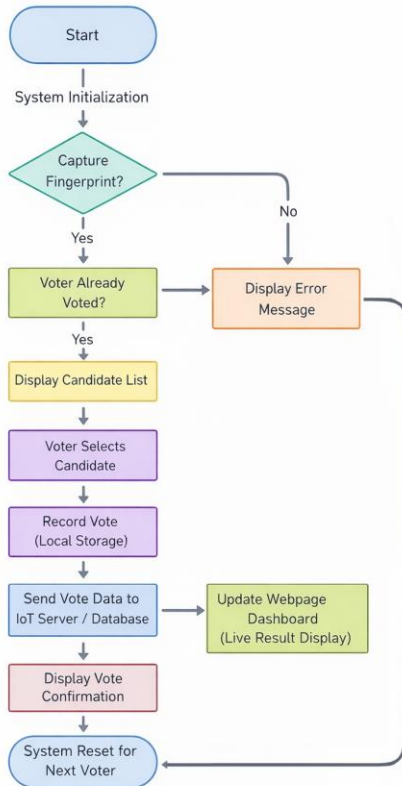 Start
System Initialization
Capture
Fingerprint?
No
Yes
Voter Already
Voted?
Display Error
Message
Yes
Display Candidate List
Voter Selects
Candidate
Record Vote
(Local Storage)
Send Vote Data to
IoT Server / Database
Update Webpage
Dashboard
(Live Result Display)
Display Vote
Confirmation
System Reset for
Next Voter